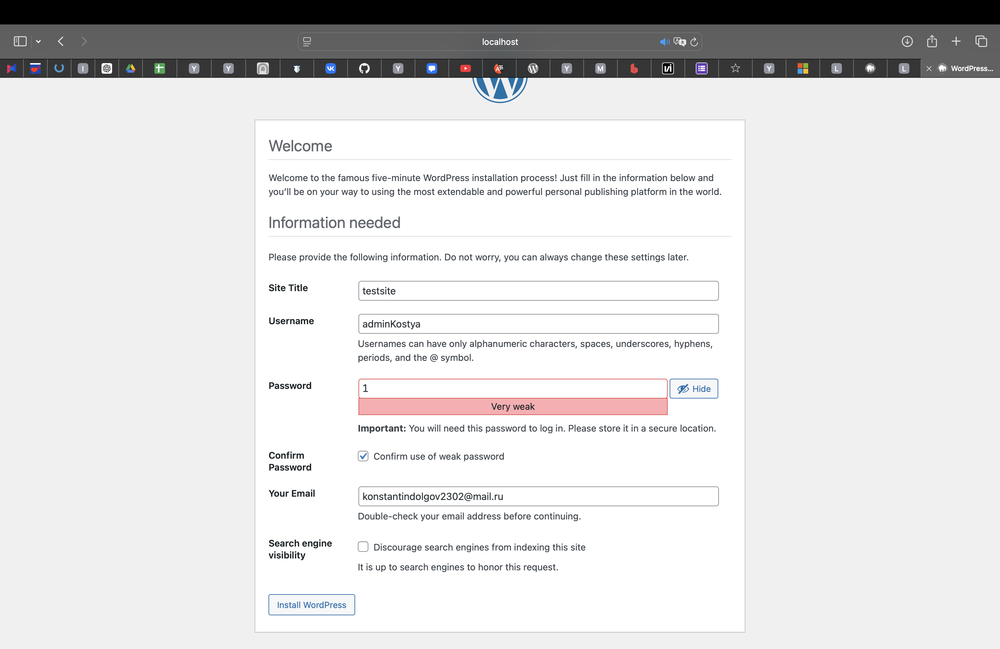 localhost
WordPress...
Welcome
Welcome to the famous five-minute WordPress installation process! Just fill in the information below and
you’ll be on your way to using the most extendable and powerful personal publishing platform in the world.
Information needed
Please provide the following information. Do not worry, you can always change these settings later.
Site Title
testsite
Username
adminKostya
Usernames can have only alphanumeric characters, spaces, underscores, hyphens,
periods, and the @ symbol.
Password
1
Hide
Very weak
Important: You will need this password to log in. Please store it in a secure location.
Confirm
Password
Confirm use of weak password
Your Email
konstantindolgov2302@mail.ru
Double-check your email address before continuing.
Search engine
visibility
Discourage search engines from indexing this site
It is up to search engines to honor this request.
Install WordPress